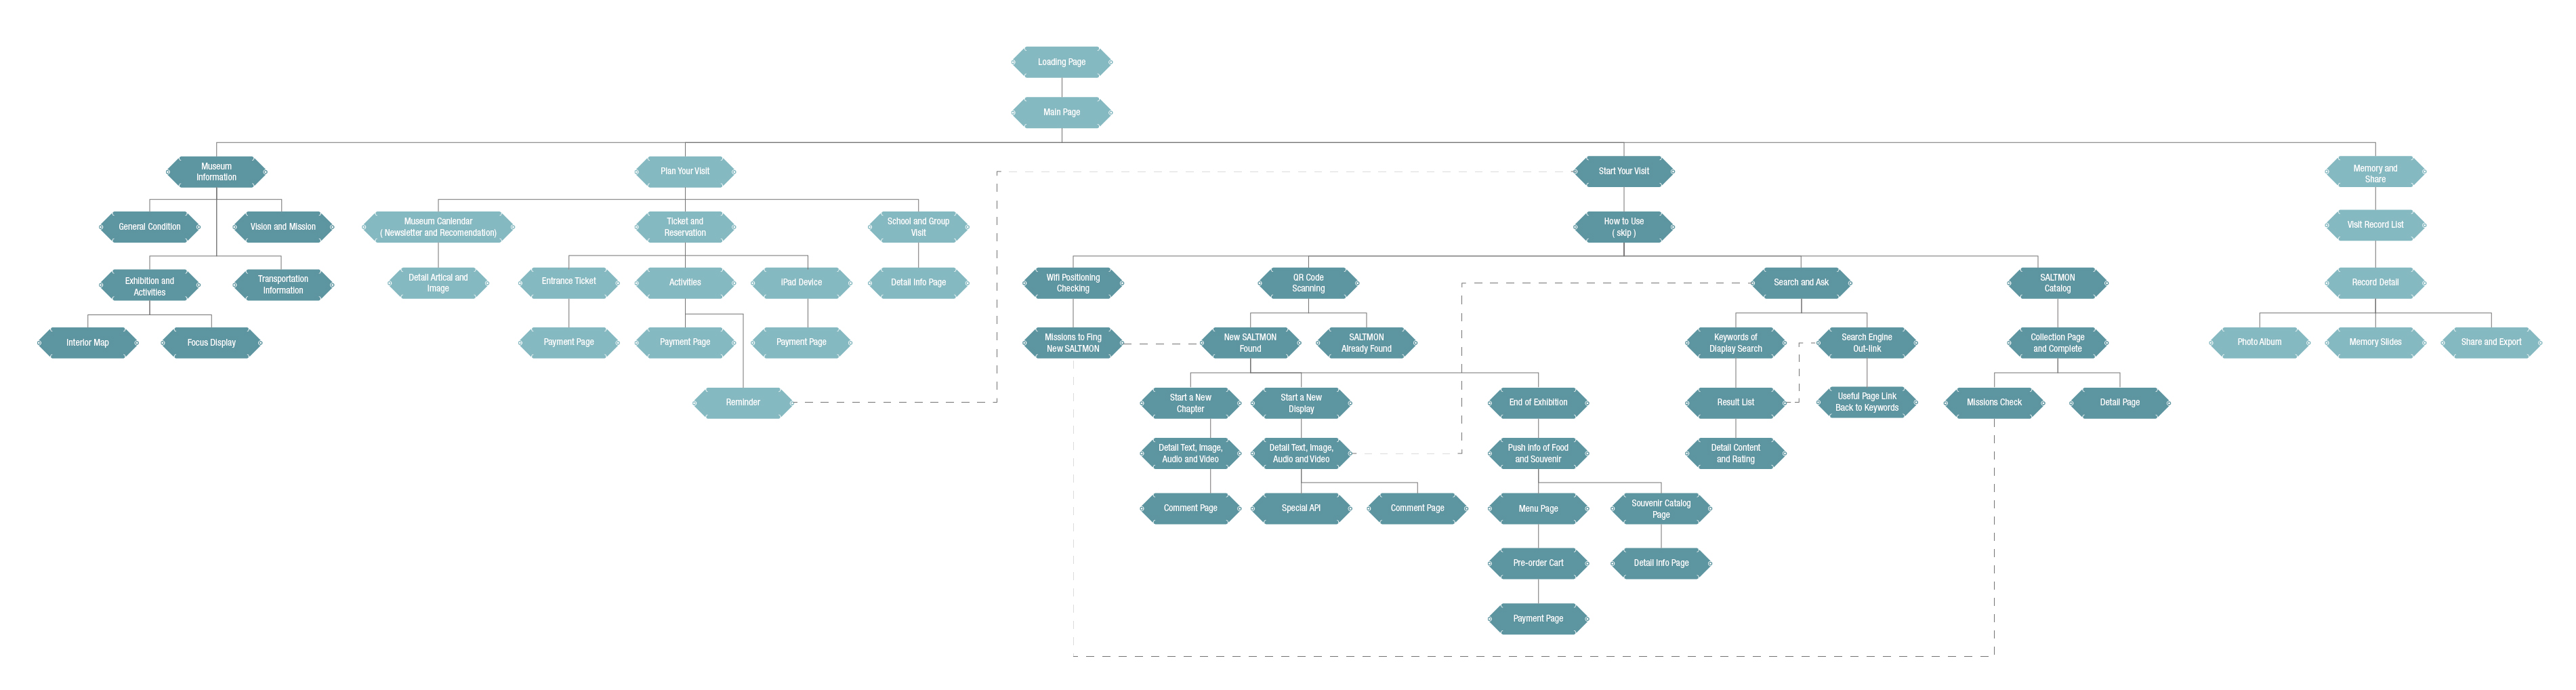 Loading Page
Main Page
Museum
Information
Plan Your Visit
Start Your Visit
Memory and
Share
General Condition
Vision and Mission
Museum Canlendar
( Newsletter and Recomendation)
Ticket and
Reservation
School and Group
Visit
How to Use
( skip )
Visit Record List
Exhibition and
Activities
Transportation
Information
Detail Artical and
Image
Entrance Ticket
Activities
iPad Device
Detail Info Page
Wifi Positioning
Checking
QR Code
Scanning
Search and Ask
SALTMON
Catalog
Record Detail
Interior Map
Focus Display
Payment Page
Payment Page
Payment Page
Missions to Fing
New SALTMON
New SALTMON
Found
SALTMON
Already Found
Keywords of
Diaplay Search
Search Engine
Out-link
Collection Page
and Complete
Photo Album
Memory Slides
Share and Export
Reminder
Start a New
Chapter
Start a New
Display
End of Exhibition
Result List
Useful Page Link
Back to Keywords
Missions Check
Detail Page
Detail Text, Image,
Audio and Video
Detail Text, Image,
Audio and Video
Push info of Food
and Souvenir
Detail Content
and Rating
Comment Page
Special API
Comment Page
Menu Page
Souvenir Catalog
Page
Pre-order Cart
Detail Info Page
Payment Page